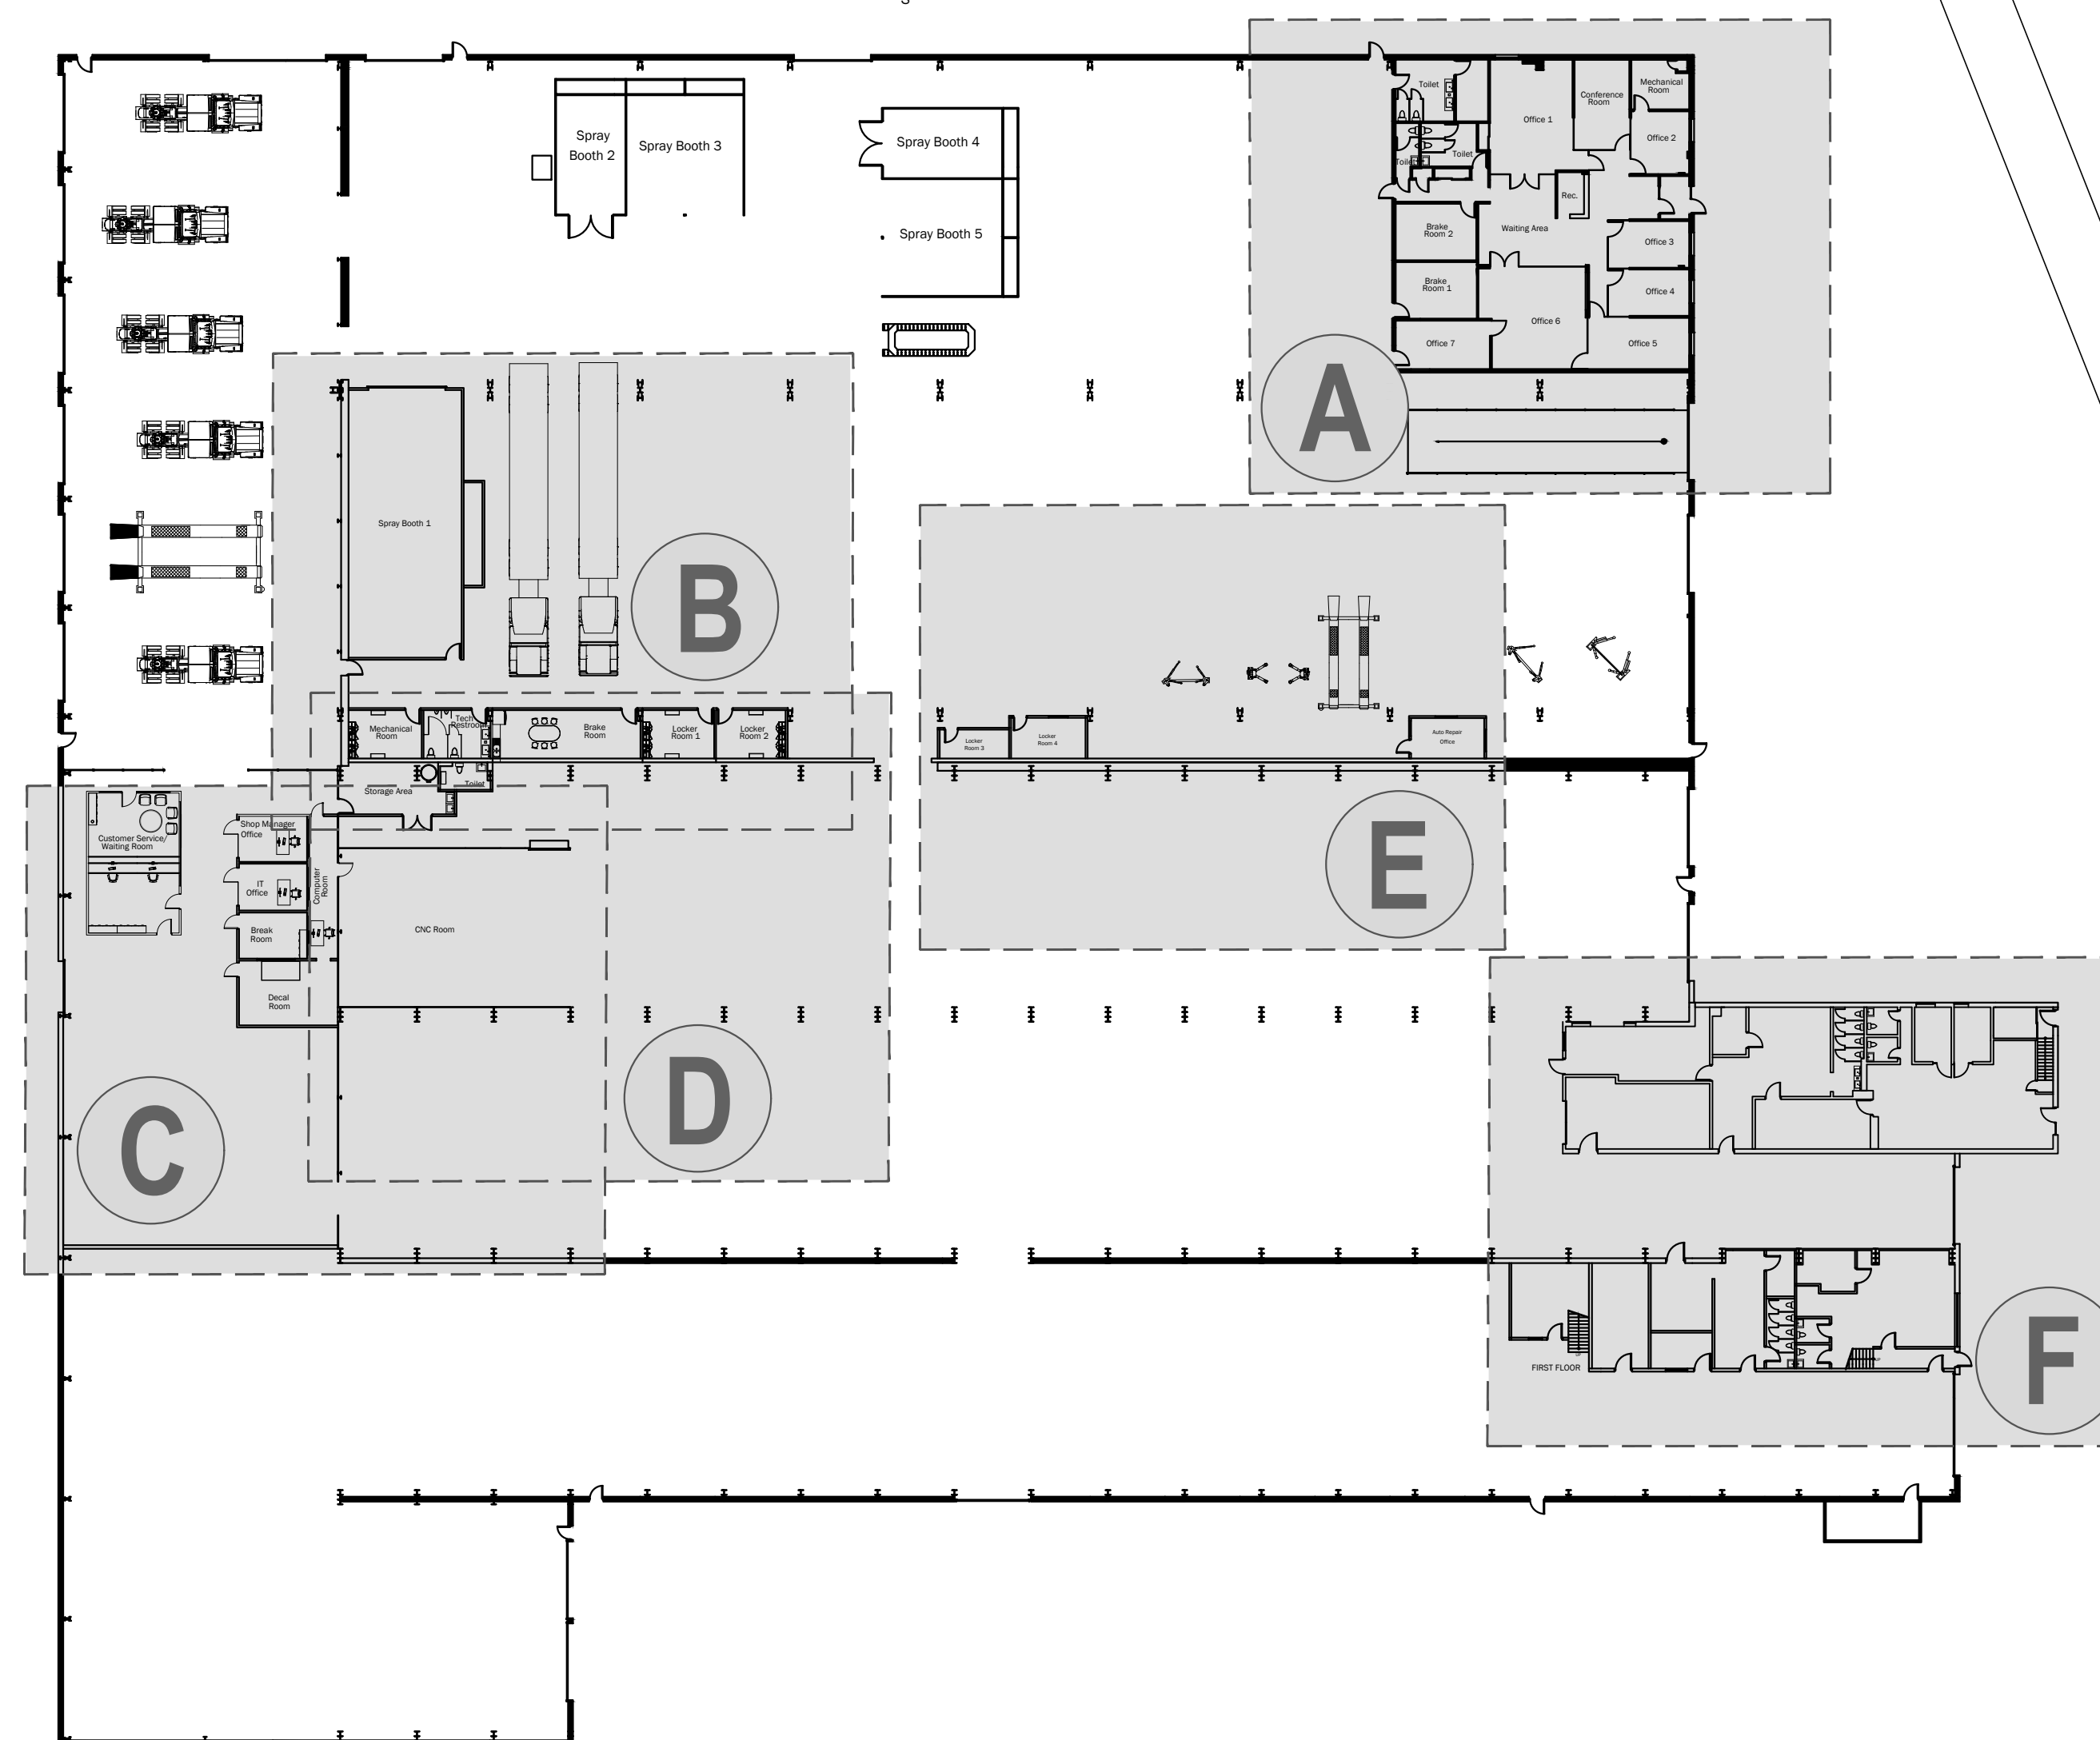 Toilet
Conference
Room
Mechanical
Room
Office 1
Office 2
Toilet
Toilet
Rec.
Spray
Booth 2
Spray Booth 3
Spray Booth 4
Spray Booth 5
Brake
Room 2
Waiting Area
Office 3
Brake
Room 1
Office 4
Office 6
Office 7
Office 5
A
Spray Booth 1
B
Mechanical
Room
Tech
Restroom
Brake
Room
Locker
Room 1
Locker
Room 2
Locker
Room 3
Locker
Room 4
Auto Repair
Office
Storage Area
Toilet
Customer Service/
Waiting Room
Shop Manager
Office
IT
Office
Computer
Room
Break
Room
Decal
Room
CNC Room
E
C
D
FIRST FLOOR
F